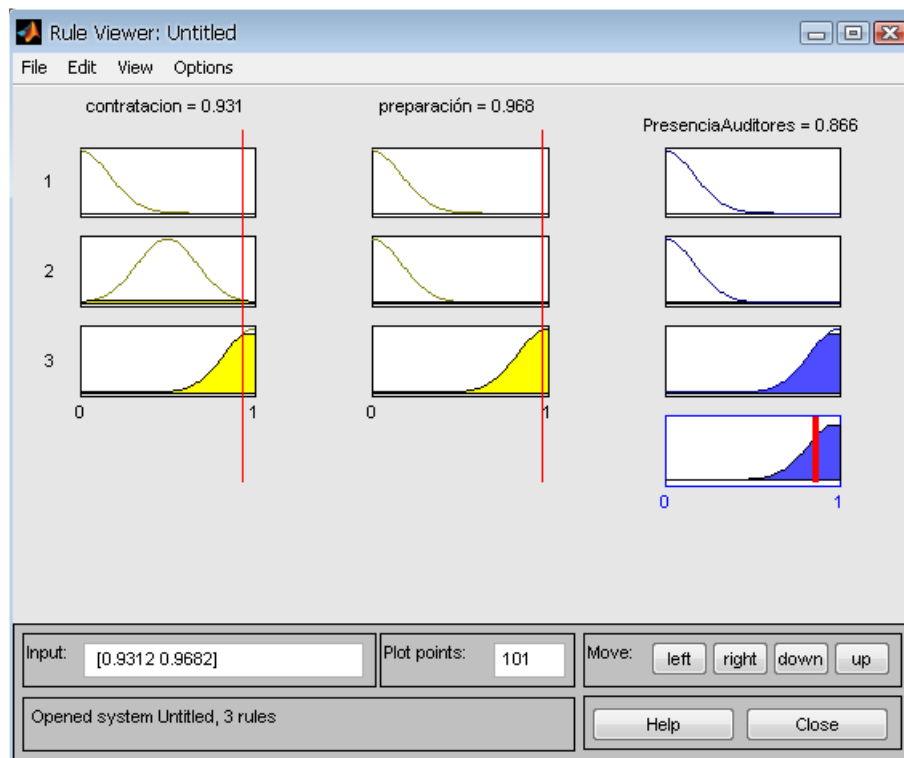 Rule Viewer: Untitled
File Edit View Options
contratacion = 0.931
preparación = 0.968
PresenciaAuditores = 0.866
1
2
3
0 1
0 1
0 1
Input: [0.9312 0.9682]
Plot points: 101
Move: left right down up
Opened system Untitled, 3 rules
Help Close